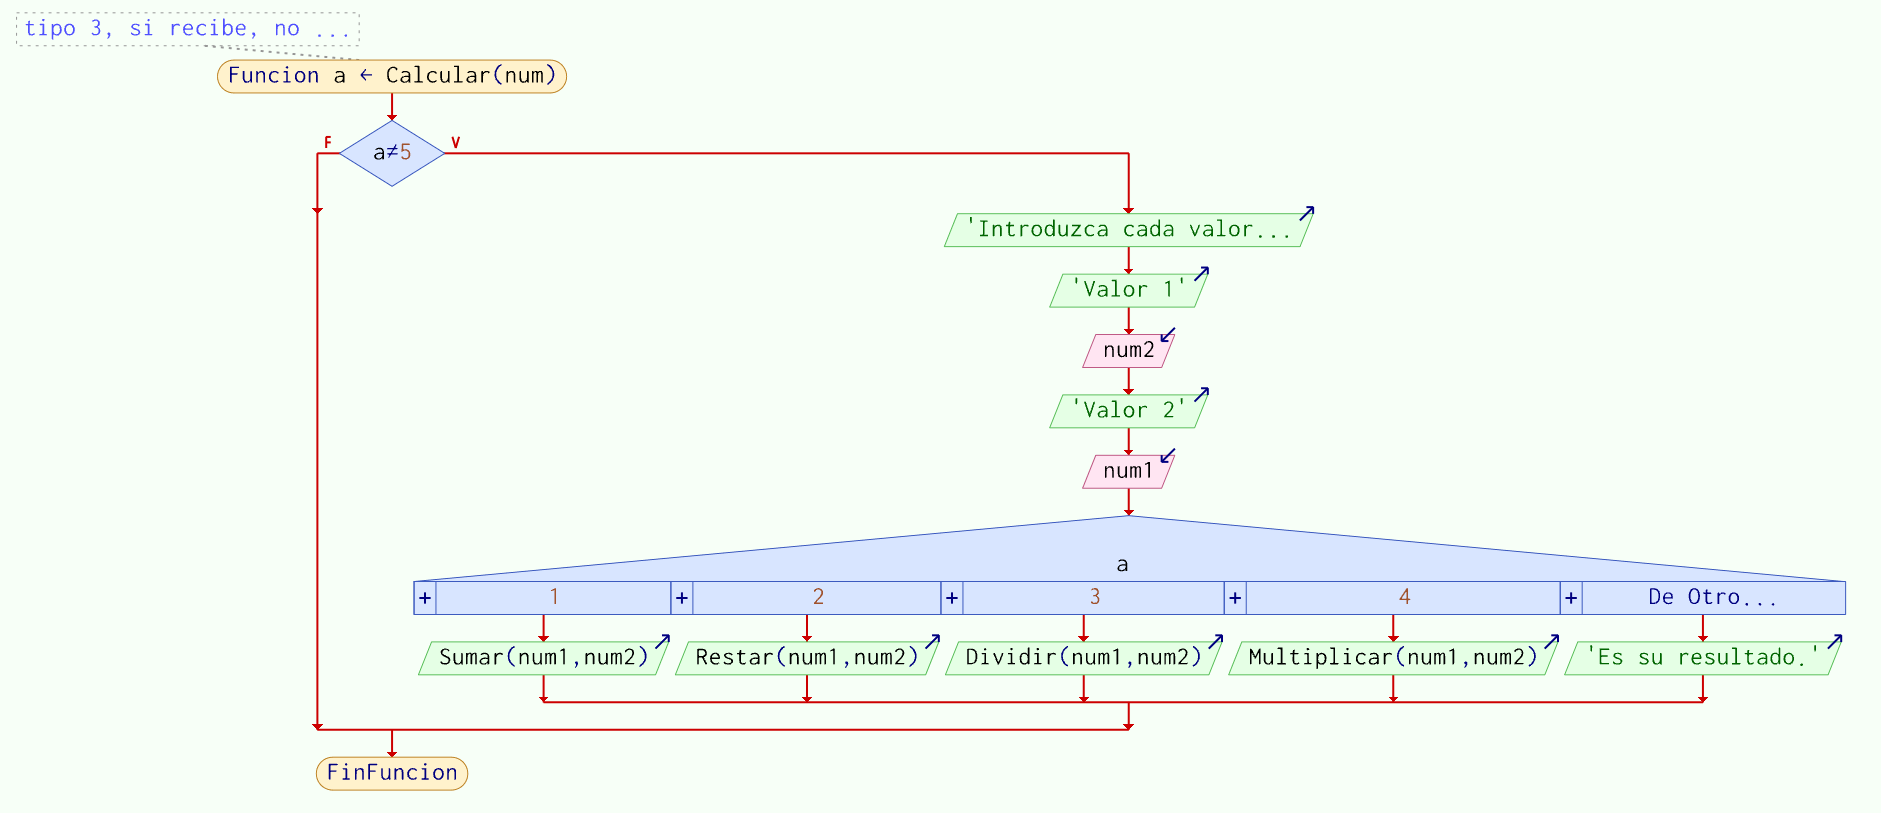 tipo 3, si recibe, no ...
Funcion a ← Calcular(num)
F
a≠5
V
'Introduzca cada valor...
'Valor 1'
num2
'Valor 2'
num1
a
+ 1 + 2 + 3 + 4 + De Otro...
Sumar(num1,num2) Restar(num1,num2) Dividir(num1,num2) Multiplicar(num1,num2) 'Es su resultado.'
FinFuncion